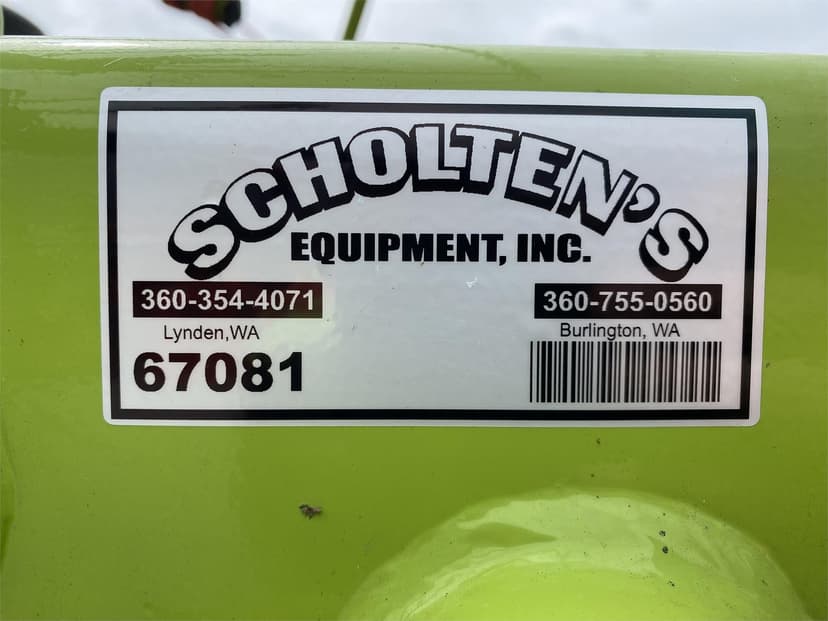 SCHOLTEN'S
EQUIPMENT, INC.
360-354-4071
Lynden,WA
67081
360-755-0560
Burlington, WA